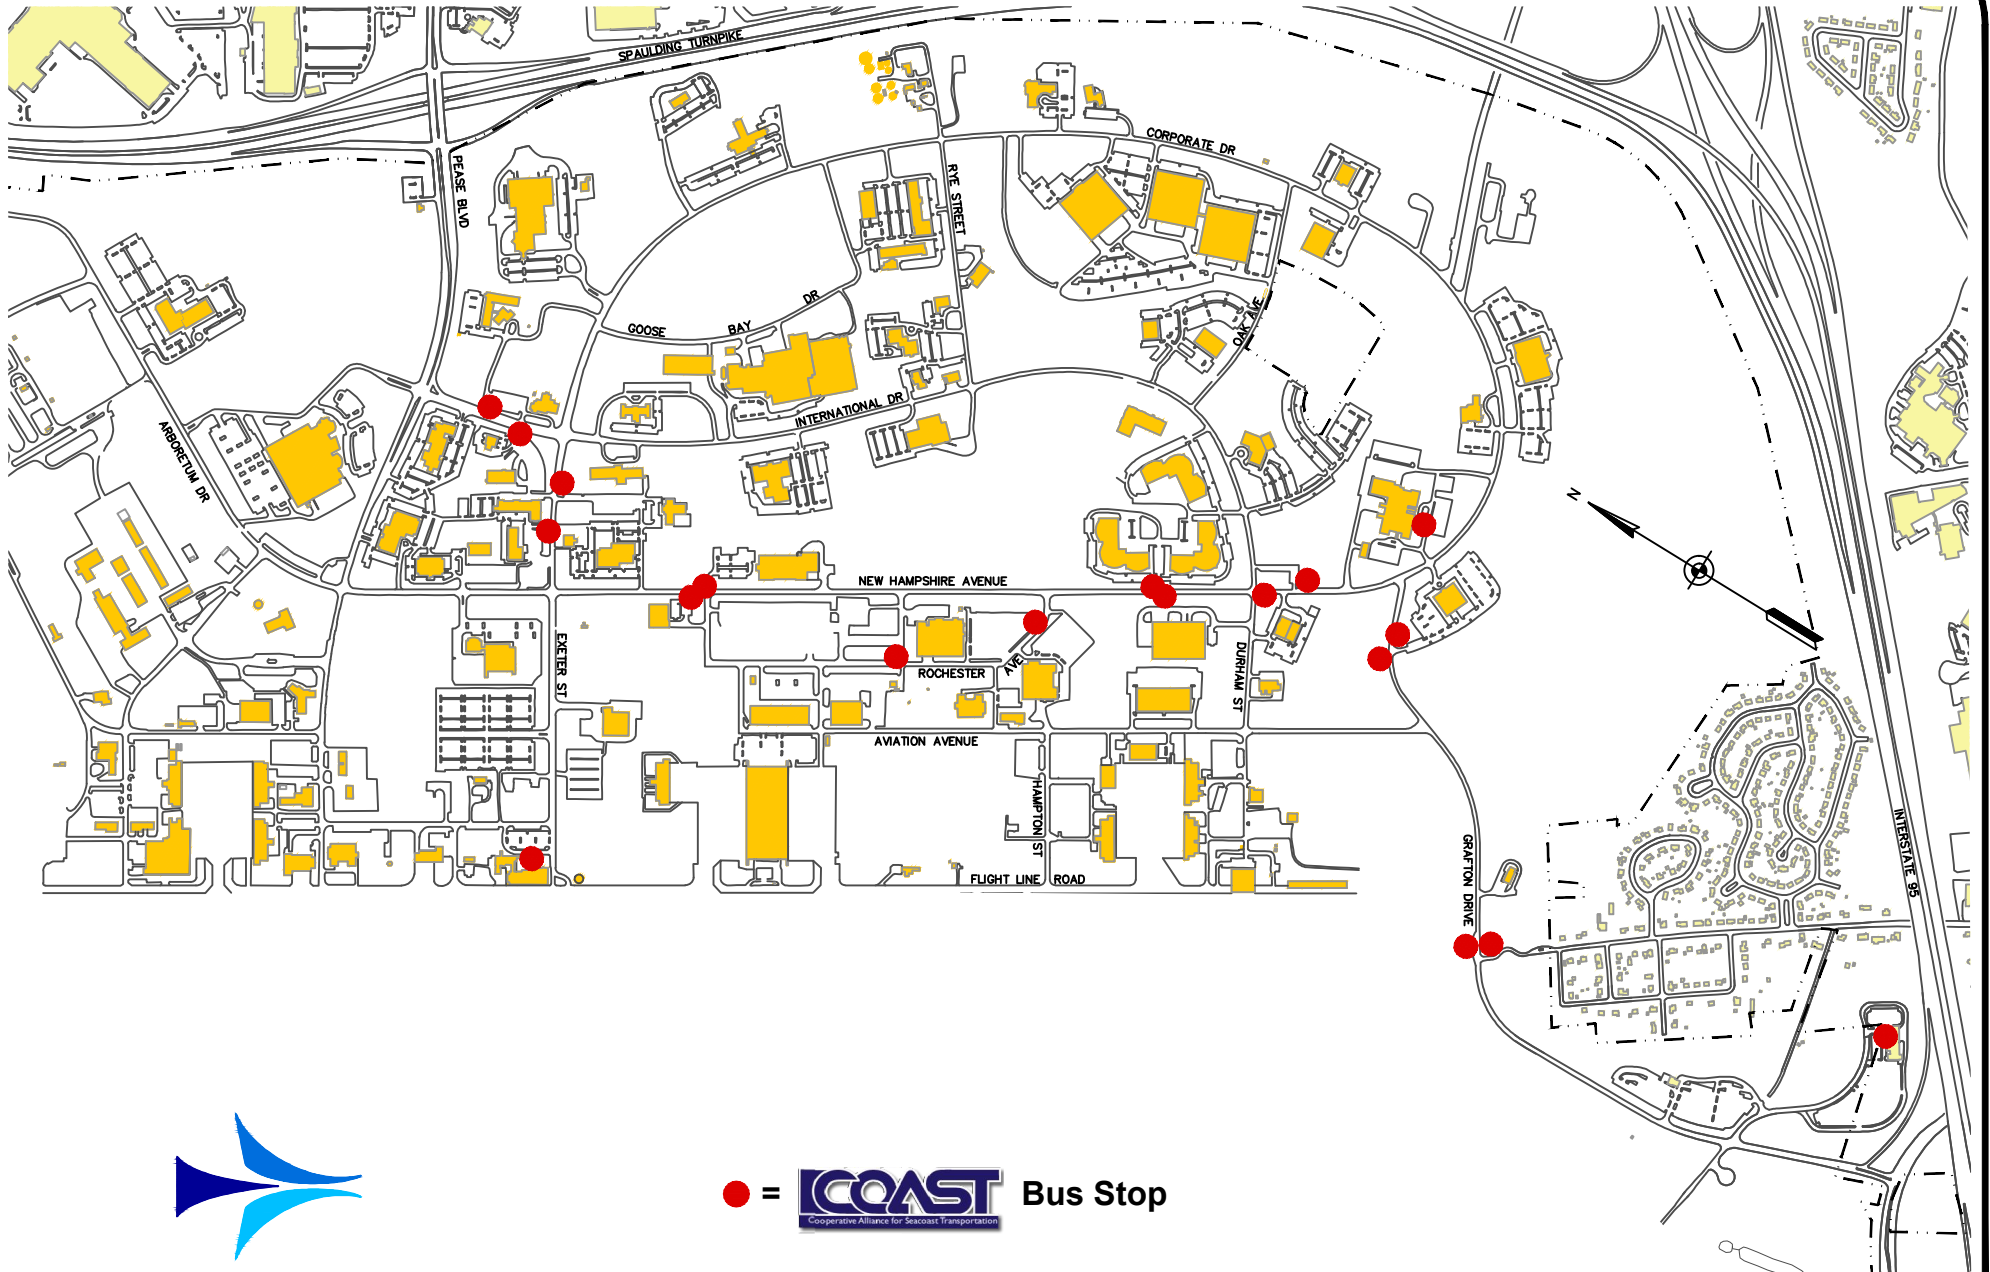 SPAULDING TURNPIKE
PEASE BLVD
CORPORATE DR
RYE STREET
GOOSE BAY DR
OAK AVE
INTERNATIONAL DR
ARBORETUM DR
N
NEW HAMPSHIRE AVENUE
EXETER ST
ROCHESTER AVE
DURHAM ST
AVIATION AVENUE
HAMPTON ST
GRAFTON DRIVE
INTERSTATE 95
FLIGHT LINE ROAD
= COAST Bus Stop
Cooperative Alliance for Seacoast Transportation